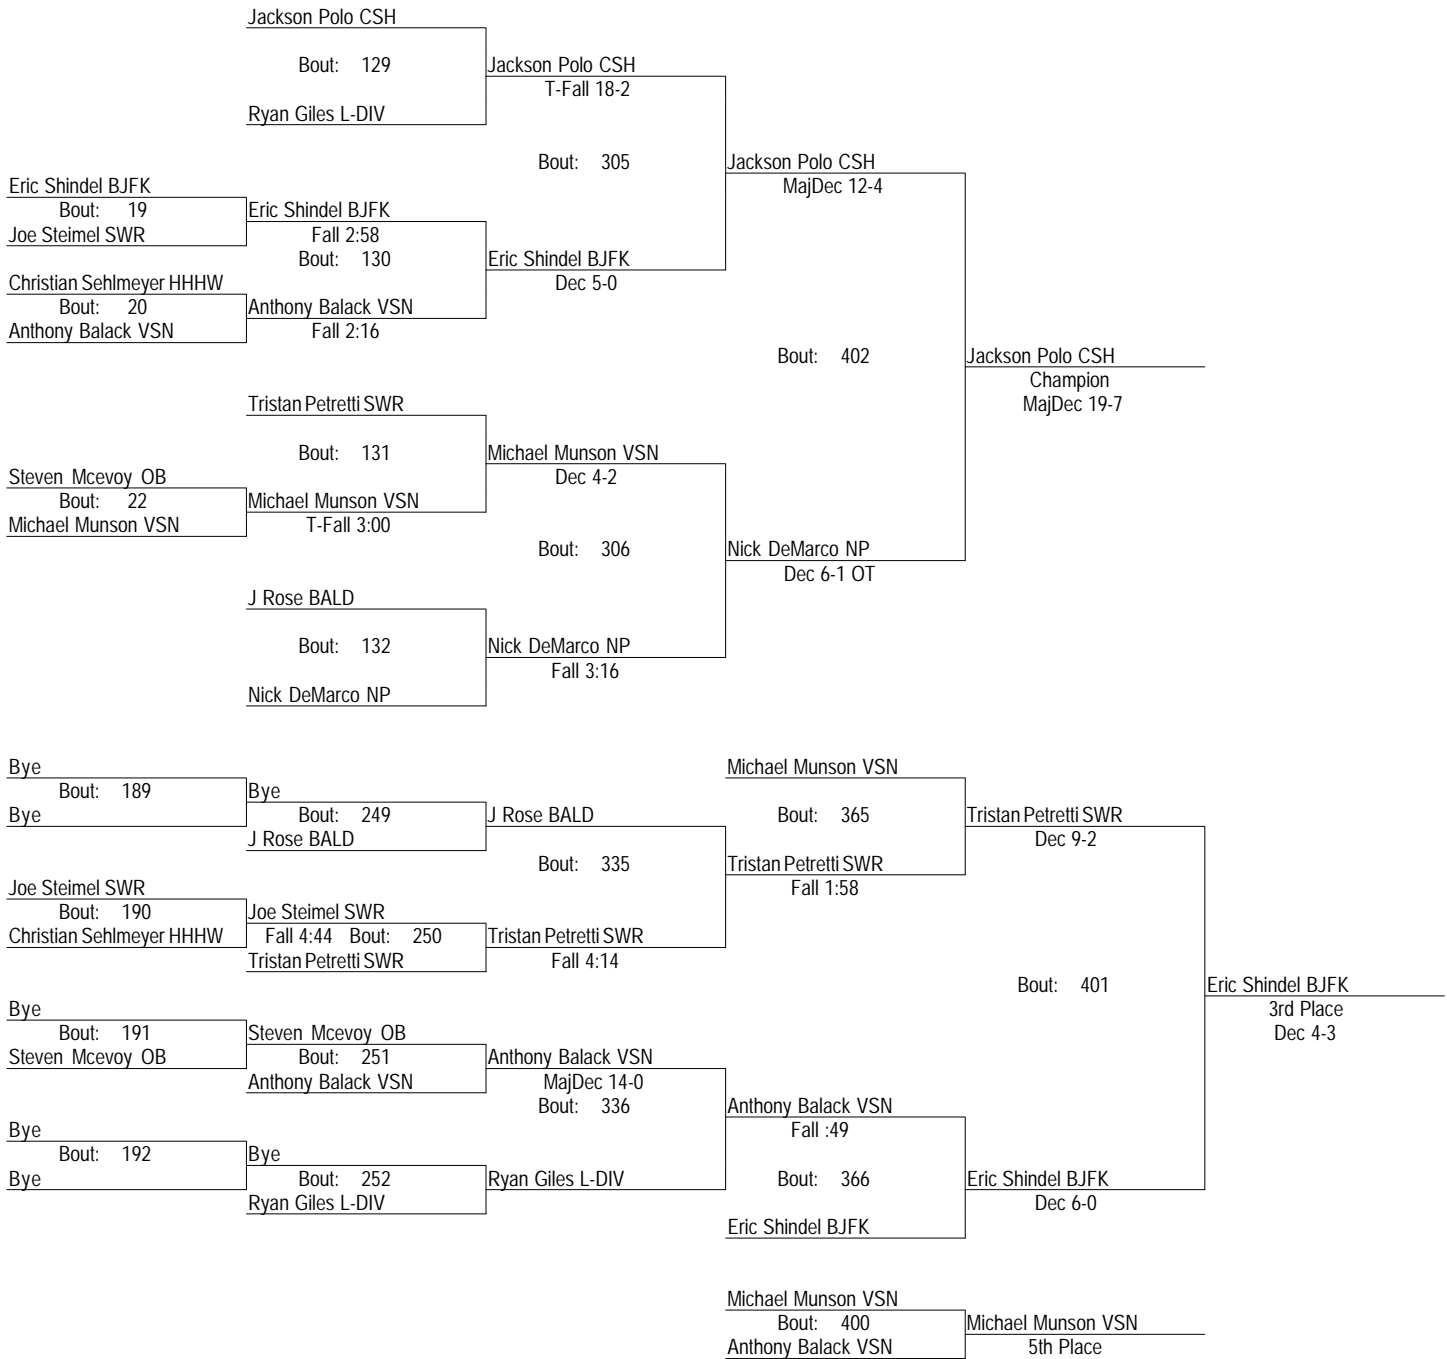 Jackson Polo CSH
Bout: 129
Jackson Polo CSH
T-Fall 18-2
Ryan Giles L-DIV
Bout: 305
Jackson Polo CSH
MajDec 12-4
Eric Shindel BJFK
Bout: 19
Eric Shindel BJFK
Joe Steimel SWR
Fall 2:58
Bout: 130
Eric Shindel BJFK
Dec 5-0
Christian Sehlmeyer HHHW
Bout: 20
Anthony Balack VSN
Anthony Balack VSN
Fall 2:16
Bout: 402
Jackson Polo CSH
Champion
MajDec 19-7
Tristan Petretti SWR
Bout: 131
Michael Munson VSN
Dec 4-2
Steven Mcevoy OB
Bout: 22
Michael Munson VSN
Michael Munson VSN
T-Fall 3:00
Bout: 306
Nick DeMarco NP
Dec 6-1 OT
J Rose BALD
Bout: 132
Nick DeMarco NP
Fall 3:16
Nick DeMarco NP
Bye
Bout: 189
Bye
Bye
Bout: 249
J Rose BALD
J Rose BALD
Michael Munson VSN
Bout: 365
Tristan Petretti SWR
Dec 9-2
Bout: 335
Tristan Petretti SWR
Fall 1:58
Joe Steimel SWR
Bout: 190
Joe Steimel SWR
Christian Sehlmeyer HHHW
Fall 4:44 Bout: 250
Tristan Petretti SWR
Tristan Petretti SWR
Fall 4:14
Bout: 401
Eric Shindel BJFK
3rd Place
Dec 4-3
Bye
Bout: 191
Steven Mcevoy OB
Steven Mcevoy OB
Bout: 251
Anthony Balack VSN
Anthony Balack VSN
MajDec 14-0
Bout: 336
Anthony Balack VSN
Fall :49
Bye
Bout: 192
Bye
Bye
Bout: 252
Ryan Giles L-DIV
Ryan Giles L-DIV
Bout: 366
Eric Shindel BJFK
Dec 6-0
Eric Shindel BJFK
Michael Munson VSN
Bout: 400
Michael Munson VSN
Anthony Balack VSN
5th Place